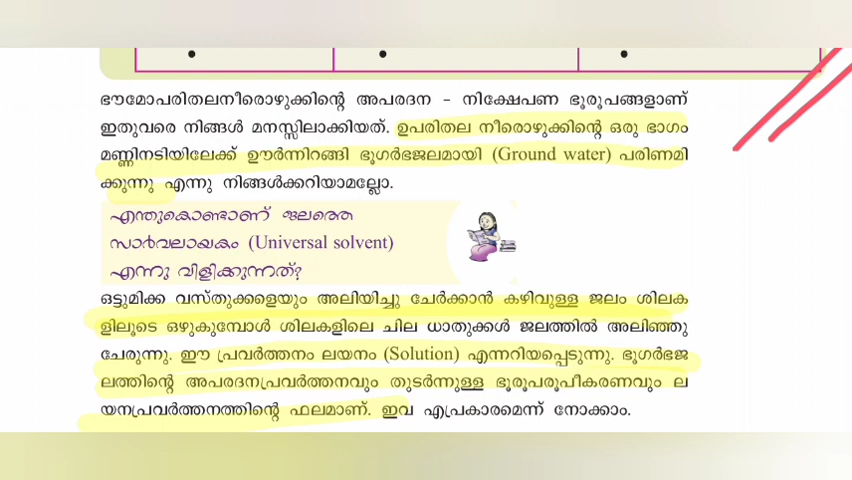 ഭൗമോപരിതലനീരൊഴുക്കിന്റെ അപരദന - നിക്ഷേപണ ഭൂരൂപങ്ങളാണ്
ഇതുവരെ നിങ്ങൾ മനസ്സിലാക്കിയത്. ഉപരിതല നീരൊഴുക്കിന്റെ ഒരു ഭാഗം
മണ്ണിനടിയിലേക്ക് ഊർന്നിറങ്ങി ഭൂഗർഭജലമായി (Ground water) പരിണമി
ക്കുന്നു എന്നു നിങ്ങൾക്കറിയാമല്ലോ.
എന്തുകൊണ്ടാണ് ജലത്തെ
സാർവലായകം (Universal solvent)
എന്നു വിളിക്കുന്നത്?
ഒട്ടുമിക്ക വസ്തുക്കളെയും അലിയിച്ചു ചേർക്കാൻ കഴിവുള്ള ജലം ശിലക
ളിലൂടെ ഒഴുകുമ്പോൾ ശിലകളിലെ ചില ധാതുക്കൾ ജലത്തിൽ അലിഞ്ഞു
ചേരുന്നു. ഈ പ്രവർത്തനം ലയനം (Solution) എന്നറിയപ്പെടുന്നു. ഭൂഗർഭജ
ലത്തിന്റെ അപരദനപ്രവർത്തനവും തുടർന്നുള്ള ഭൂരൂപരൂപീകരണവും ല
യനപ്രവർത്തനത്തിന്റെ ഫലമാണ്. ഇവ എപ്രകാരമെന്ന് നോക്കാം.